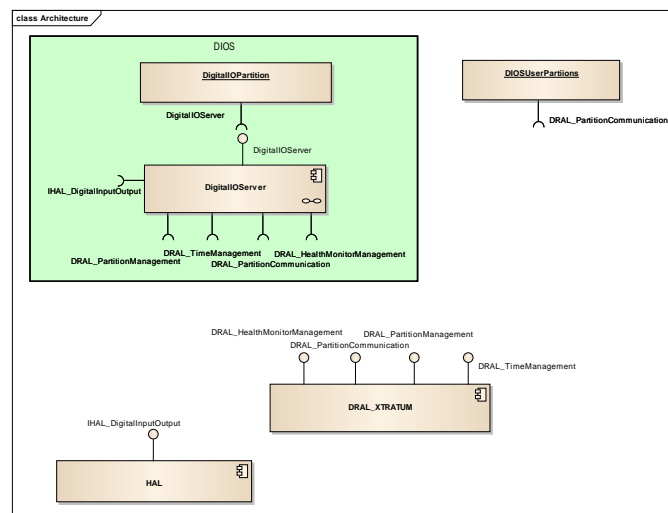 class Architecture
DIOS
DigitalIOPartition
DIOSUserPartiions
DigitalIOServer
DRAL_PartitionCommunication
DigitalIOServer
DigitalIOServer
IHAL_DigitalInputOutput
DRAL_TimeManagement
DRAL_HealthMonitorManagement
DRAL_PartitionManagement
DRAL_PartitionCommunication
DRAL_HealthMonitorManagement
DRAL_PartitionManagement
DRAL_PartitionCommunication
DRAL_TimeManagement
DRAL_XTRATUM
IHAL_DigitalInputOutput
HAL